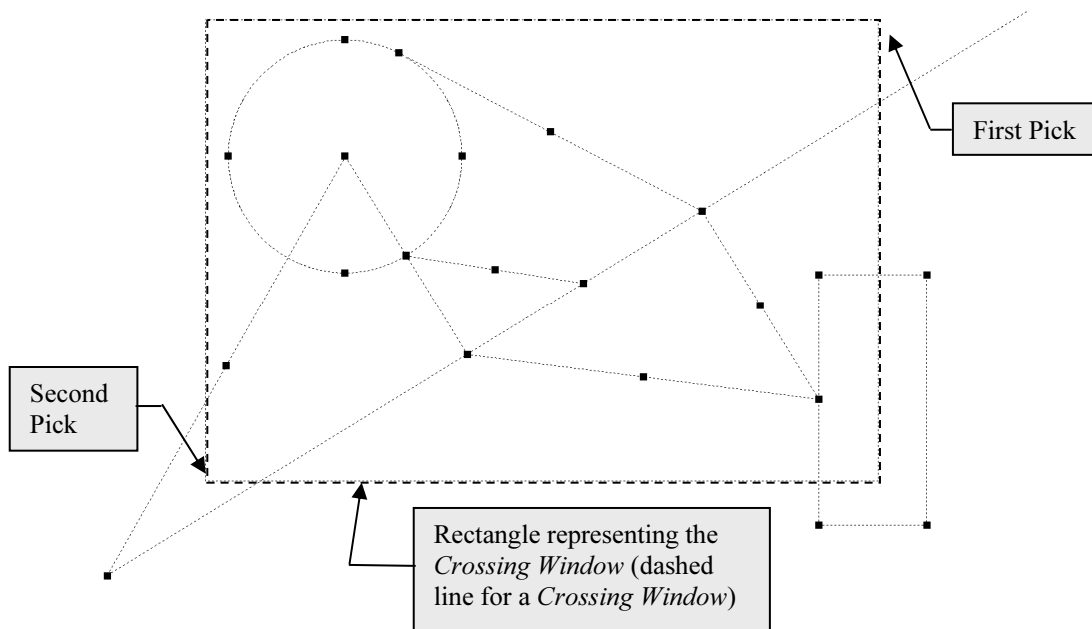 First Pick
Second
Pick
Rectangle representing the
Crossing Window (dashed
line for a Crossing Window)